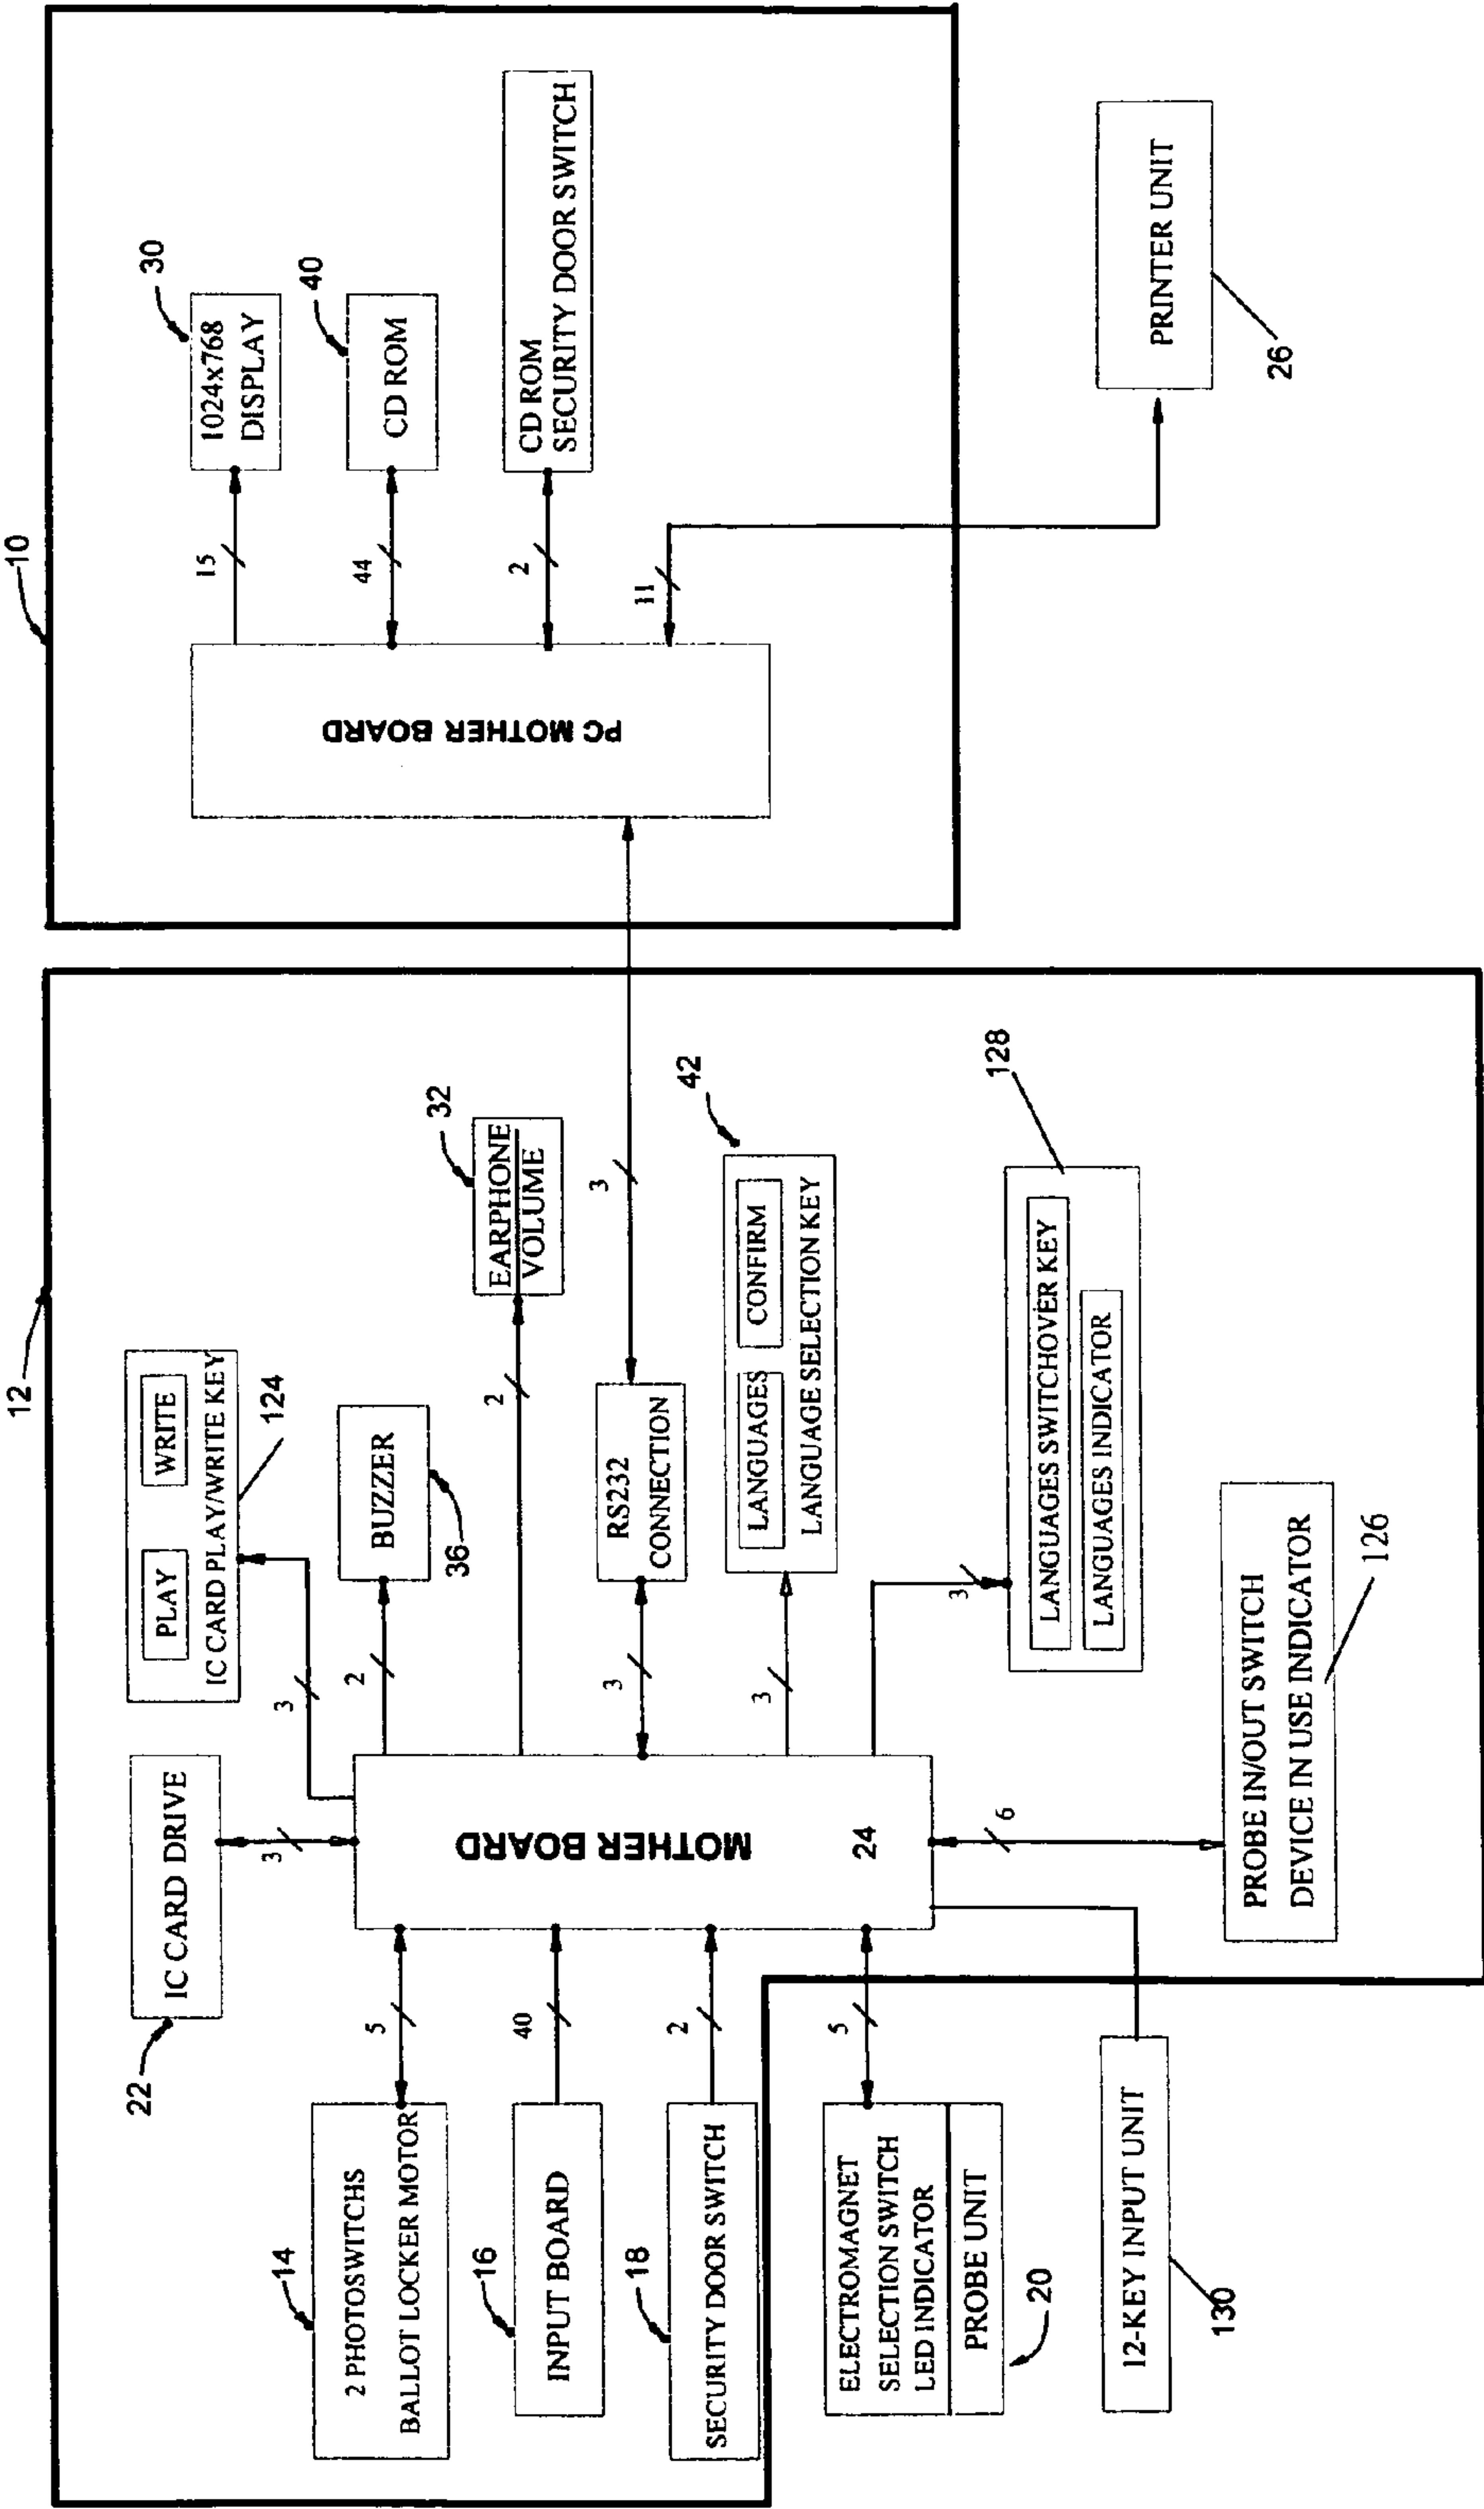 12
10
22
IC CARD DRIVE
3
3
PLAY
WRITE
IC CARD PLAY/WRITE KEY
124
14
2 PHOTOSWITCHS
BALLOT LOCKER MOTOR
5
16
INPUT BOARD
40
18
SECURITY DOOR SWITCH
2
ELECTROMAGNET
SELECTION SWITCH
LED INDICATOR
PROBE UNIT
20
5
12-KEY INPUT UNIT
130
MOTHER BOARD
24
2
BUZZER
36
2
EARPHONE
VOLUME
32
3
RS232
CONNECTION
3
3
LANGUAGES
CONFIRM
LANGUAGE SELECTION KEY
42
3
LANGUAGES SWITCHOVER KEY
LANGUAGES INDICATOR
128
6
PROBE IN/OUT SWITCH
DEVICE IN USE INDICATOR
126
PC MOTHER BOARD
15
1024x768
DISPLAY
30
44
CD ROM
40
2
CD ROM
SECURITY DOOR SWITCH
11
PRINTER UNIT
26